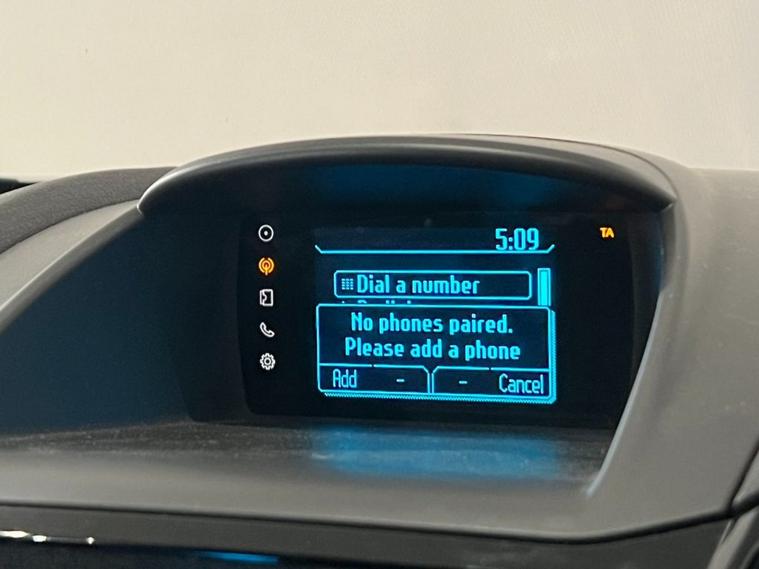 5:09
TA
Dial a number
No phones paired.
Please add a phone
Add - - Cancel